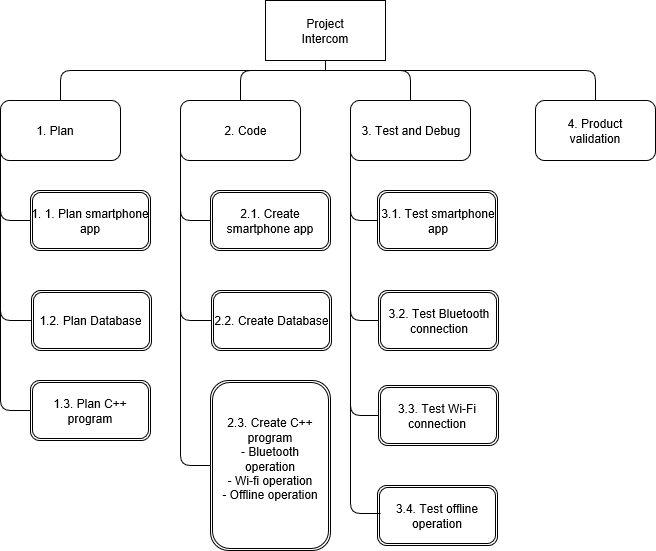 Project
Intercom
1. Plan
2. Code
3. Test and Debug
4. Product
validation
1. 1. Plan smartphone
app
2.1. Create
smartphone app
3.1. Test smartphone
app
1.2. Plan Database
2.2. Create Database
3.2. Test Bluetooth
connection
1.3. Plan C++
program
2.3. Create C++
program
- Bluetooth
operation
- Wi-fi operation
- Offline operation
3.3. Test Wi-Fi
connection
3.4. Test offline
operation